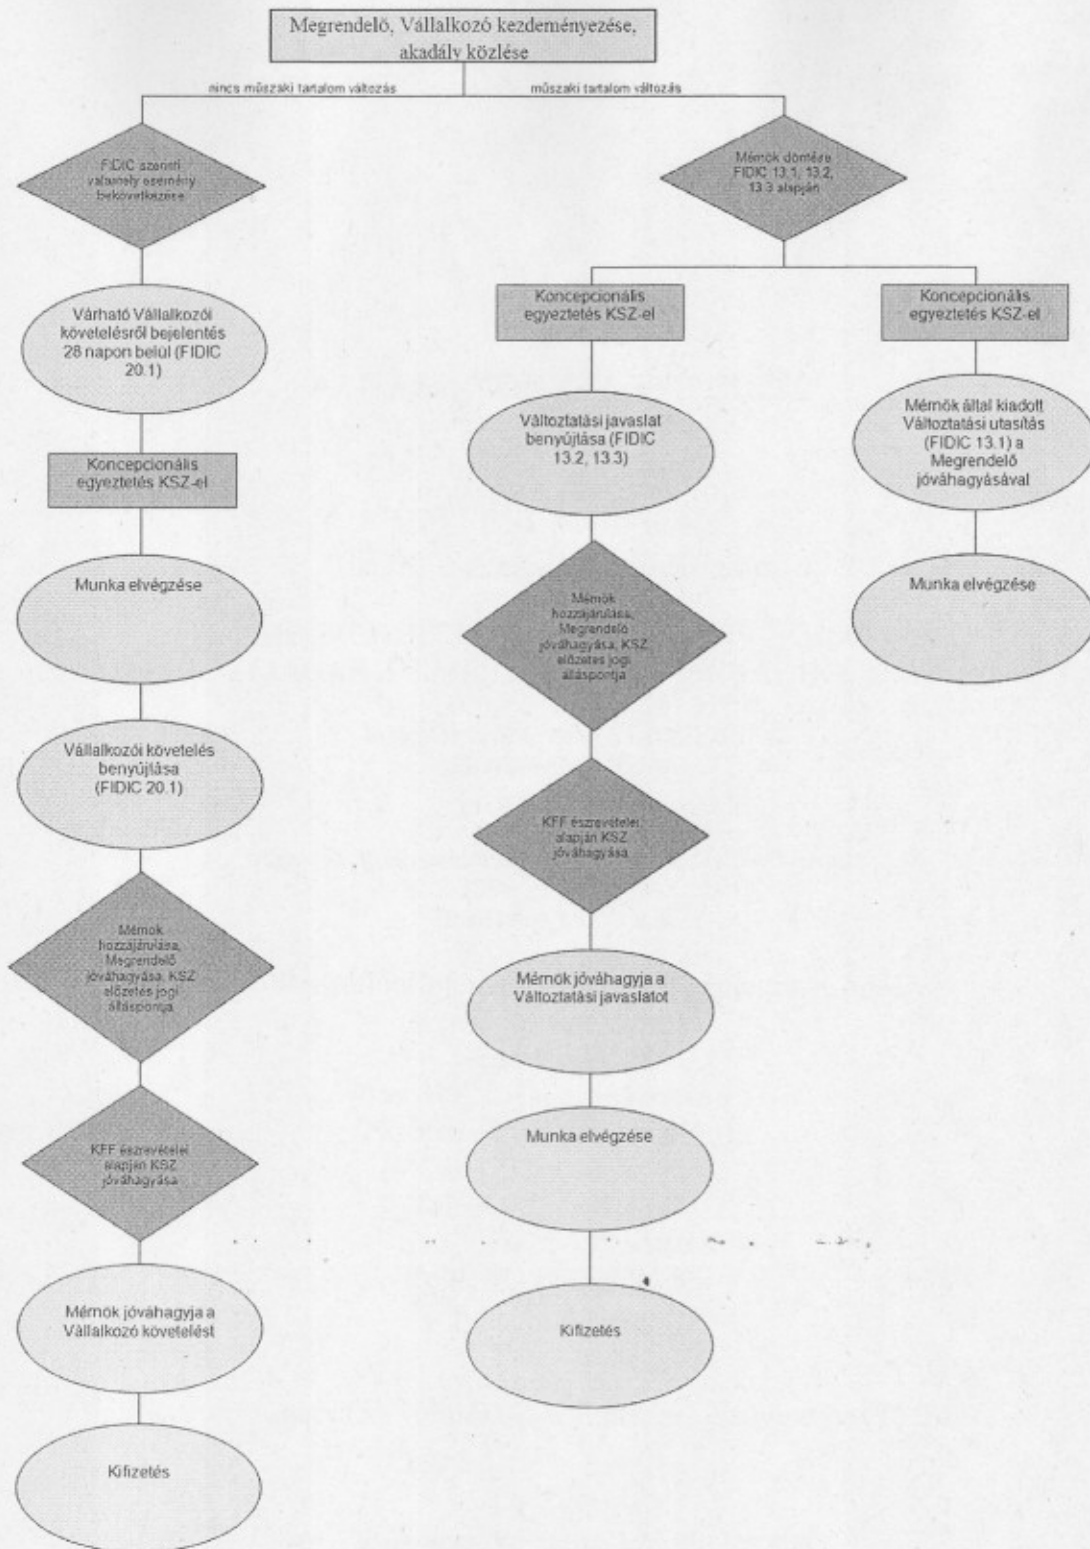 Megrendelő, Vállalkozó kezdeményezése,
akadály közlése
nincs műszaki tartalom változás
műszaki tartalom változás
FIDIC szerinti
valamely esemény
bekövetkezése
Várható Vállalkozói
követelésről bejelentés
28 napon belül (FIDIC
20.1)
Koncepcionális
egyeztetés KSZ-el
Munka elvégzése
Vállalkozói követelés
benyújtása
(FIDIC 20.1)
Mérnök
hozzájárulása,
Megrendelő
jóváhagyása, KSZ
előzetes jogi
álláspontja
KFF észrevételei
alapján KSZ
jóváhagyása
Mérnök jóváhagyja a
Vállalkozó követelést
Kifizetés
Mérnök döntése
FIDIC 13.1, 13.2,
13.3 alapján
Koncepcionális
egyeztetés KSZ-el
Változtatási javaslat
benyújtása (FIDIC
13.2, 13.3)
Mérnök
hozzájárulása,
Megrendelő
jóváhagyása, KSZ
előzetes jogi
álláspontja
KFF észrevételei
alapján KSZ
jóváhagyása
Mérnök jóváhagyja a
Változtatási javaslatot
Munka elvégzése
Kifizetés
Koncepcionális
egyeztetés KSZ-el
Mérnök által kiadott
Változtatási utasítás
(FIDIC 13.1) a
Megrendelő
jóváhagyásával
Munka elvégzése